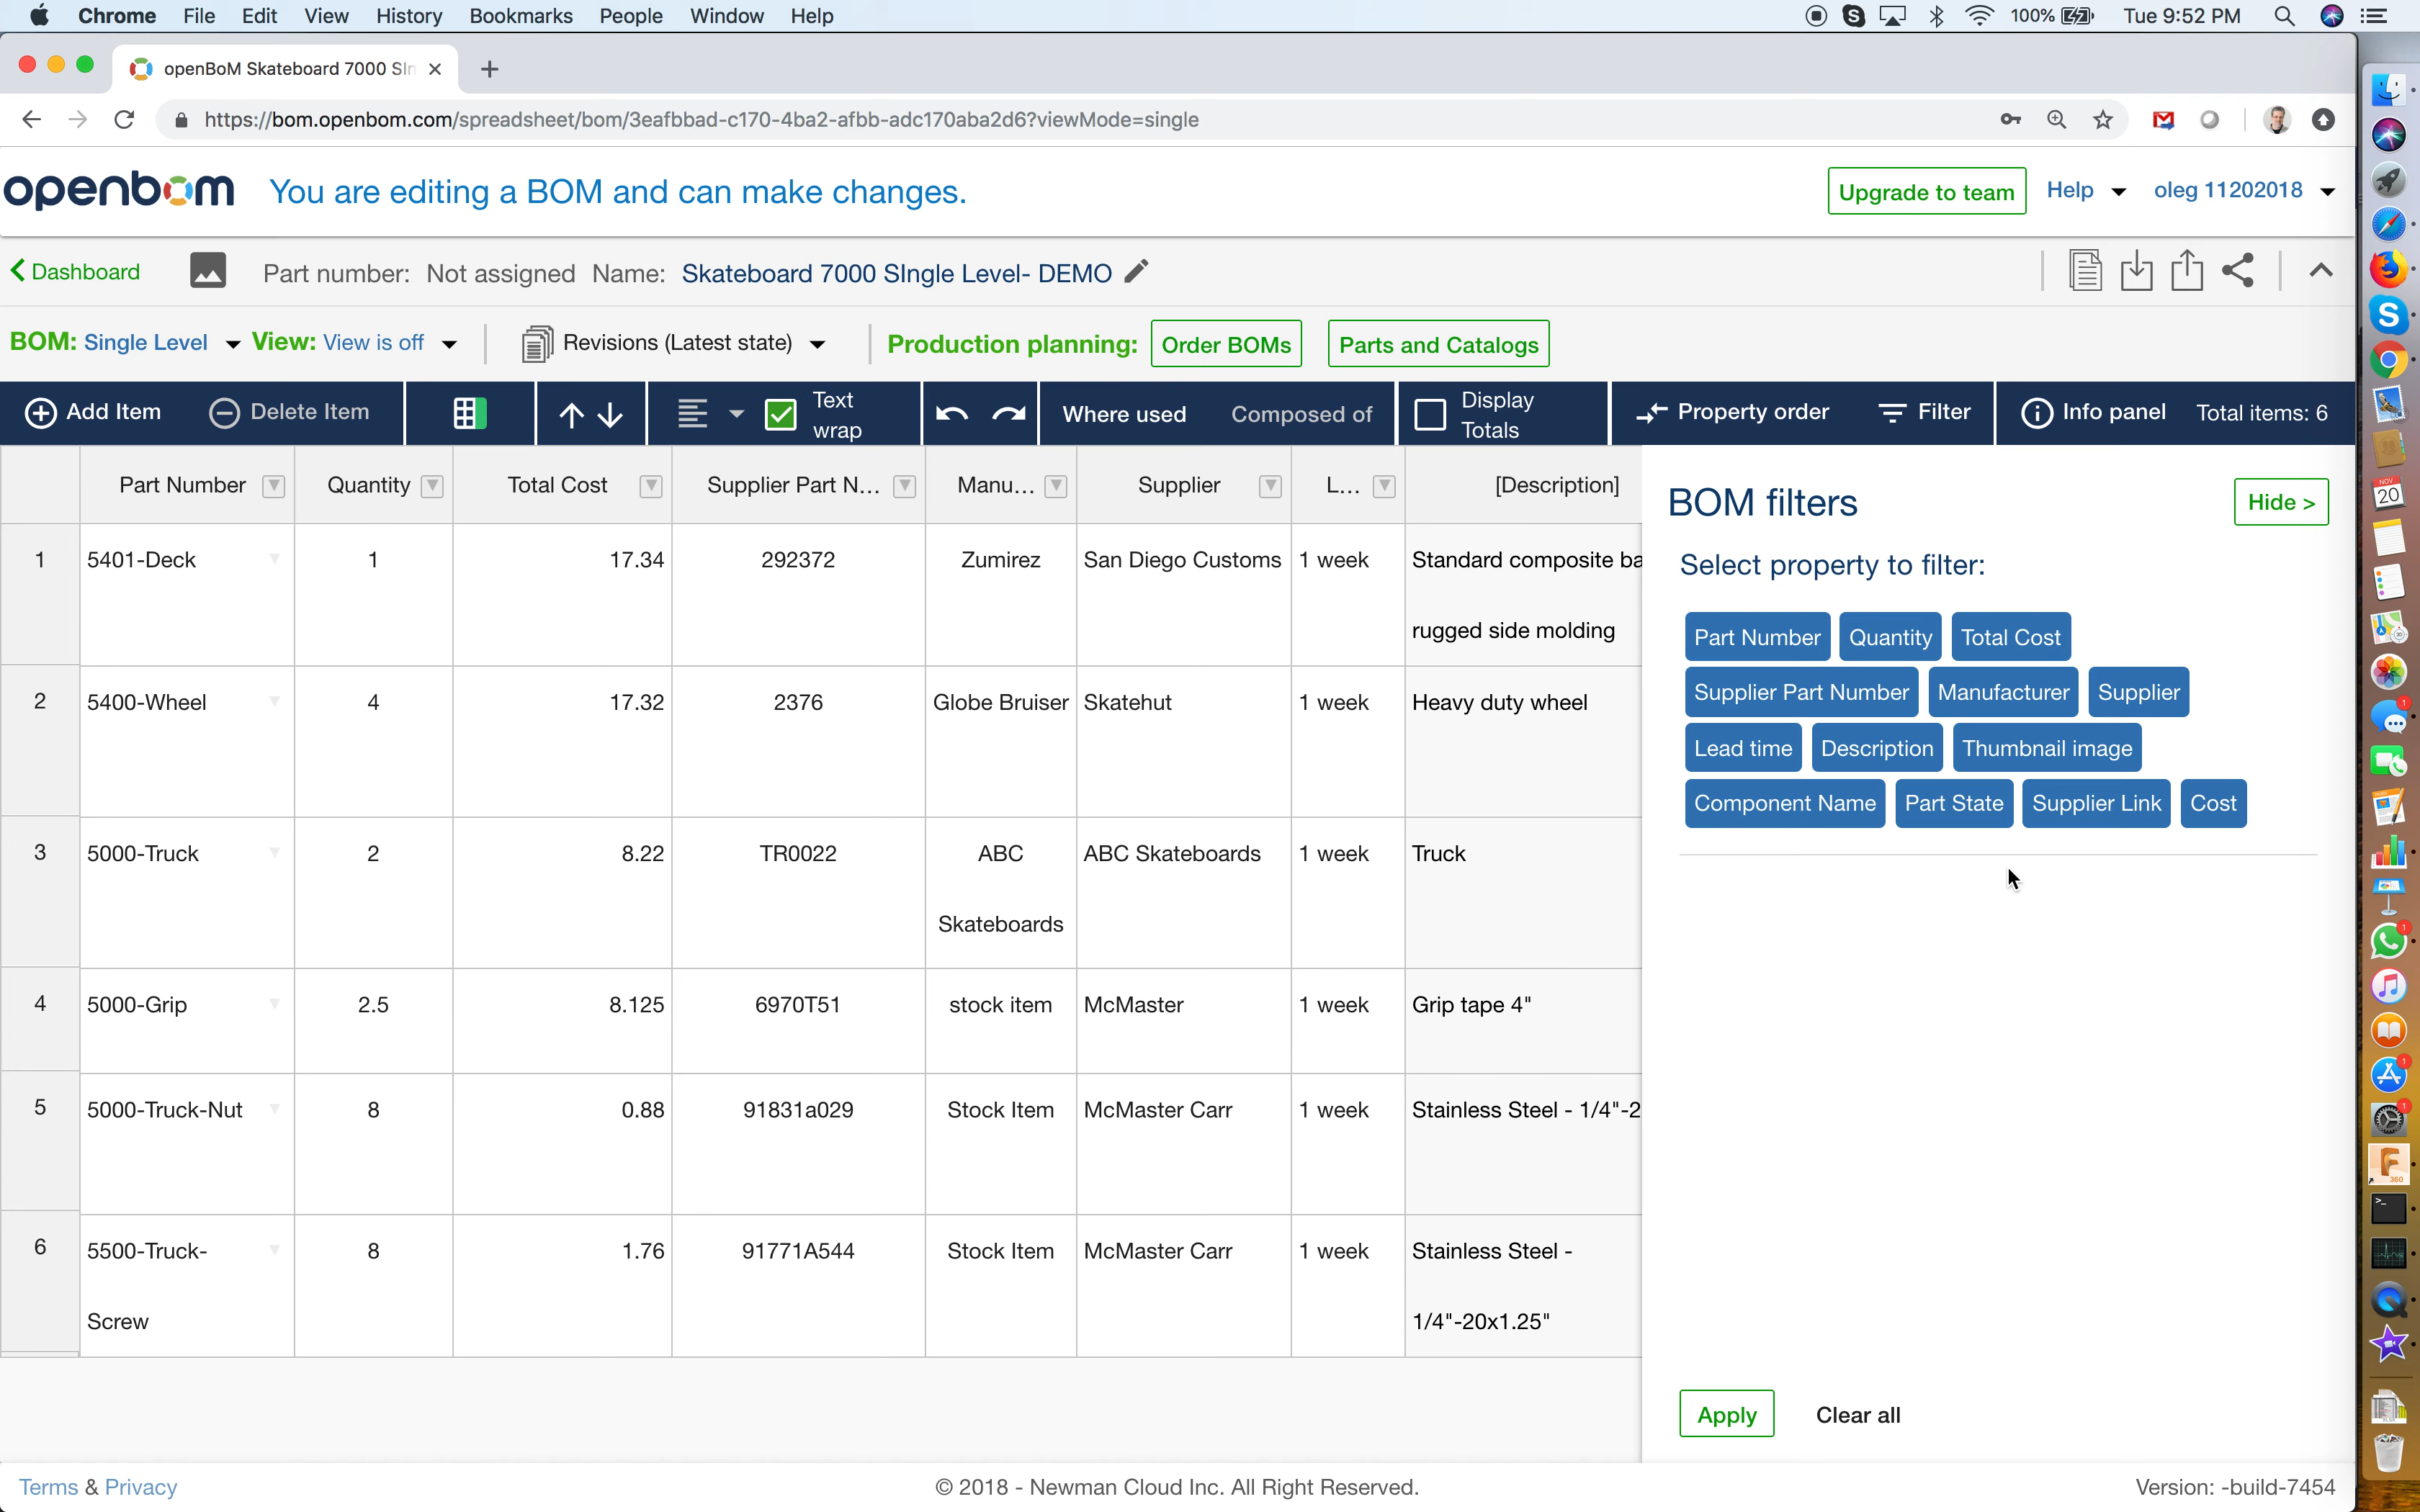 Chrome File Edit View History Bookmarks People Window Help 100% Tue 9:52 PM
openBoM Skateboard 7000 SIn
https://bom.openbom.com/spreadsheet/bom/3eafbbad-c170-4ba2-afbb-adc170aba2d6?viewMode=single
openbom You are editing a BOM and can make changes. Upgrade to team Help oleg 11202018
Dashboard Part number: Not assigned Name: Skateboard 7000 SIngle Level- DEMO
BOM: Single Level View: View is off Revisions (Latest state) Production planning: Order BOMs Parts and Catalogs
Add Item Delete Item Text wrap Where used Composed of Display Totals Property order Filter Info panel Total items: 6
Part Number Quantity Total Cost Supplier Part N... Manu... Supplier L... [Description]
1 5401-Deck 1 17.34 292372 Zumirez San Diego Customs 1 week Standard composite ba
rugged side molding
2 5400-Wheel 4 17.32 2376 Globe Bruiser Skatehut 1 week Heavy duty wheel
3 5000-Truck 2 8.22 TR0022 ABC ABC Skateboards 1 week Truck
Skateboards
4 5000-Grip 2.5 8.125 6970T51 stock item McMaster 1 week Grip tape 4"
5 5000-Truck-Nut 8 0.88 91831a029 Stock Item McMaster Carr 1 week Stainless Steel - 1/4"-2
6 5500-Truck- 8 1.76 91771A544 Stock Item McMaster Carr 1 week Stainless Steel -
Screw 1/4"-20x1.25"
BOM filters Hide >
Select property to filter:
Part Number Quantity Total Cost
Supplier Part Number Manufacturer Supplier
Lead time Description Thumbnail image
Component Name Part State Supplier Link Cost
Apply Clear all
Terms & Privacy © 2018 - Newman Cloud Inc. All Right Reserved. Version: -build-7454
NOV
20
1
1
1
1
360